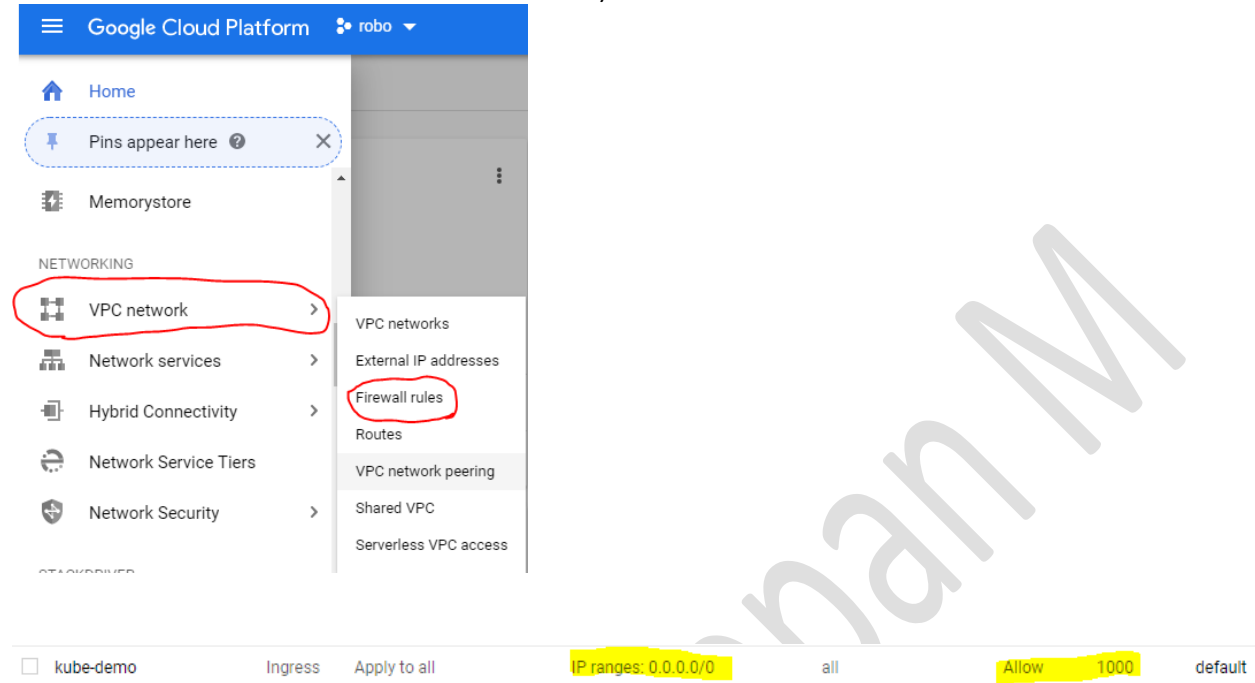 Google Cloud Platform robo
Home
Pins appear here
Memorystore
NETWORKING
VPC network
Network services
Hybrid Connectivity
Network Service Tiers
Network Security
VPC networks
External IP addresses
Firewall rules
Routes
VPC network peering
Shared VPC
Serverless VPC access
kube-demo Ingress Apply to all IP ranges: 0.0.0.0/0 all Allow 1000 default